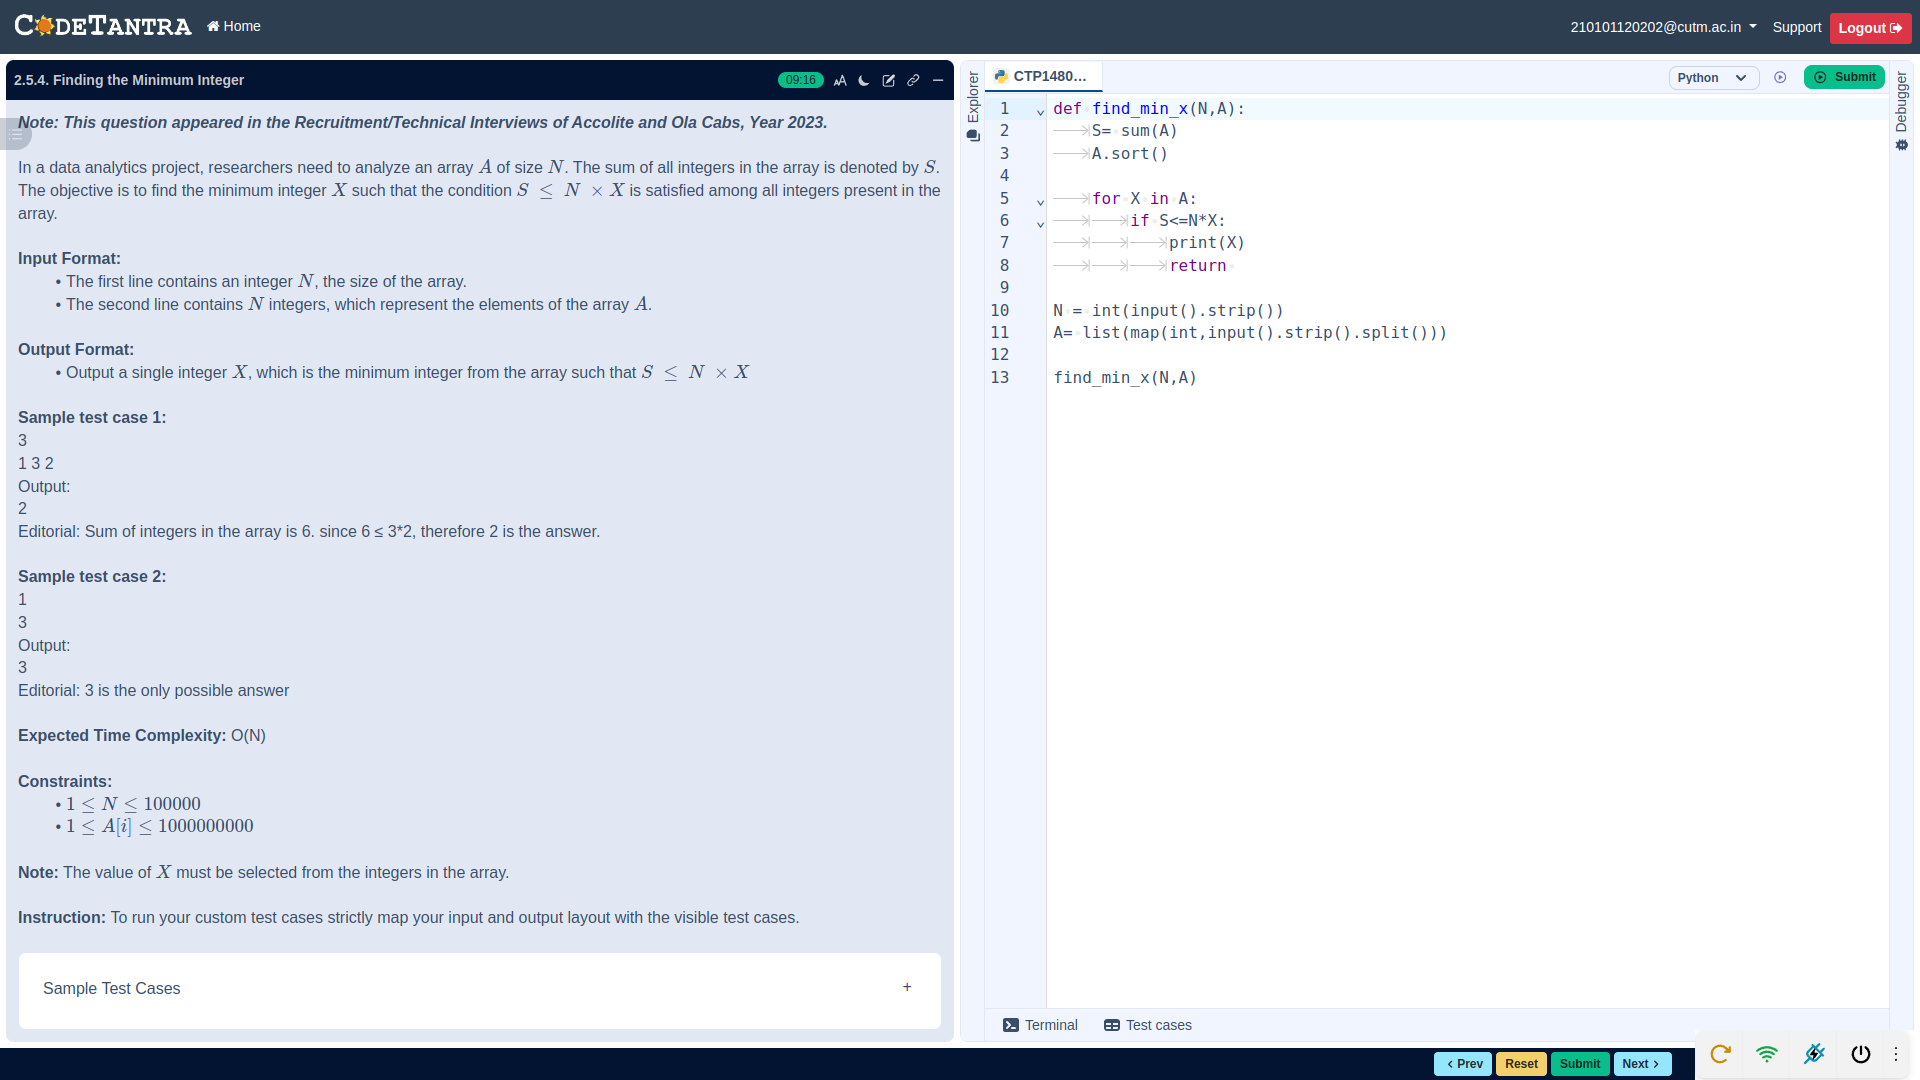 CODETANTRA Home 210101120202@cutm.ac.in Support Logout
2.5.4. Finding the Minimum Integer 09:16
Note: This question appeared in the Recruitment/Technical Interviews of Accolite and Ola Cabs, Year 2023.
In a data analytics project, researchers need to analyze an array A of size N. The sum of all integers in the array is denoted by S.
The objective is to find the minimum integer X such that the condition S ≤ N × X is satisfied among all integers present in the
array.
Input Format:
• The first line contains an integer N, the size of the array.
• The second line contains N integers, which represent the elements of the array A.
Output Format:
• Output a single integer X, which is the minimum integer from the array such that S ≤ N × X
Sample test case 1:
3
1 3 2
Output:
2
Editorial: Sum of integers in the array is 6. since 6 ≤ 3*2, therefore 2 is the answer.
Sample test case 2:
1
3
Output:
3
Editorial: 3 is the only possible answer
Expected Time Complexity: O(N)
Constraints:
• 1 ≤ N ≤ 100000
• 1 ≤ A[i] ≤ 1000000000
Note: The value of X must be selected from the integers in the array.
Instruction: To run your custom test cases strictly map your input and output layout with the visible test cases.
Sample Test Cases +
Explorer
CTP1480...
Python
Submit
Debugger
1 def find_min_x(N,A):
2 S= sum(A)
3 A.sort()
4
5 for X in A:
6 if S<=N*X:
7 print(X)
8 return
9
10 N = int(input().strip())
11 A= list(map(int,input().strip().split()))
12
13 find_min_x(N,A)
Terminal Test cases
Prev Reset Submit Next